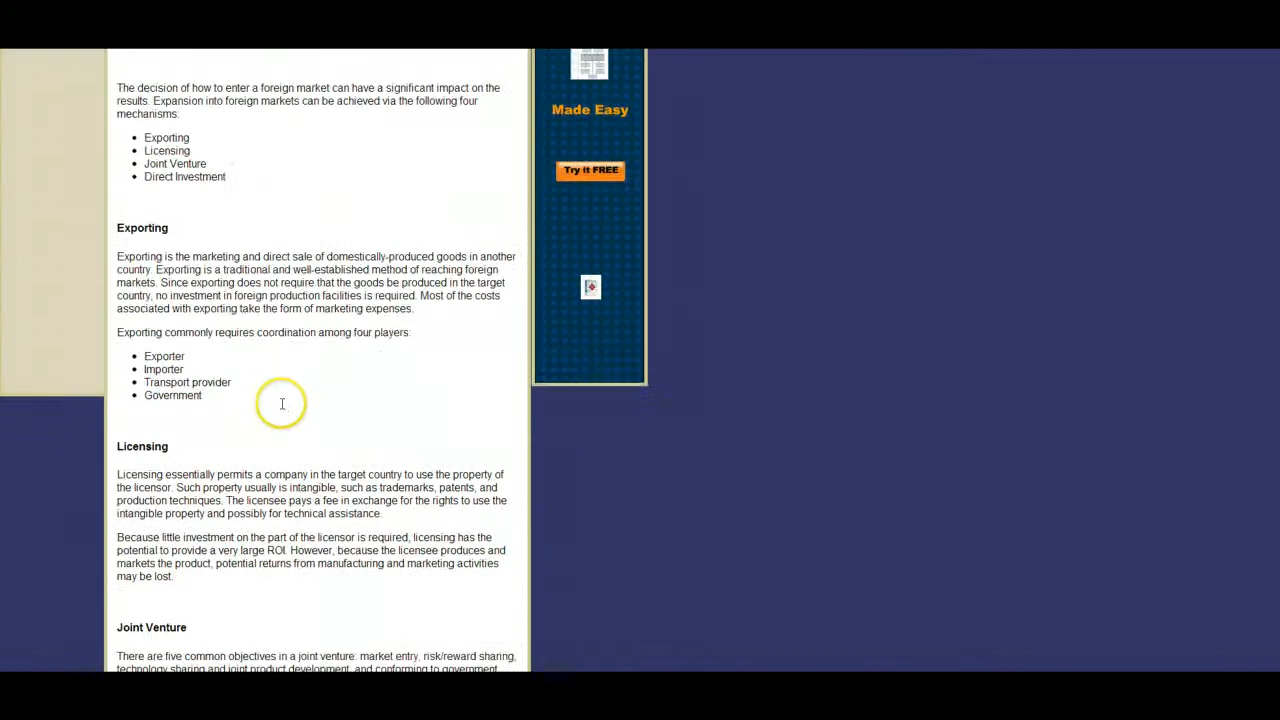 The decision of how to enter a foreign market can have a significant impact on the
results. Expansion into foreign markets can be achieved via the following four
mechanisms:
• Exporting
• Licensing
• Joint Venture
• Direct Investment
Exporting
Exporting is the marketing and direct sale of domestically-produced goods in another
country. Exporting is a traditional and well-established method of reaching foreign
markets. Since exporting does not require that the goods be produced in the target
country, no investment in foreign production facilities is required. Most of the costs
associated with exporting take the form of marketing expenses.
Exporting commonly requires coordination among four players:
• Exporter
• Importer
• Transport provider
• Government
Licensing
Licensing essentially permits a company in the target country to use the property of
the licensor. Such property usually is intangible, such as trademarks, patents, and
production techniques. The licensee pays a fee in exchange for the rights to use the
intangible property and possibly for technical assistance.
Because little investment on the part of the licensor is required, licensing has the
potential to provide a very large ROI. However, because the licensee produces and
markets the product, potential returns from manufacturing and marketing activities
may be lost.
Joint Venture
There are five common objectives in a joint venture: market entry, risk/reward sharing,
technology sharing and joint product development, and conforming to government
Made Easy
Try it FREE